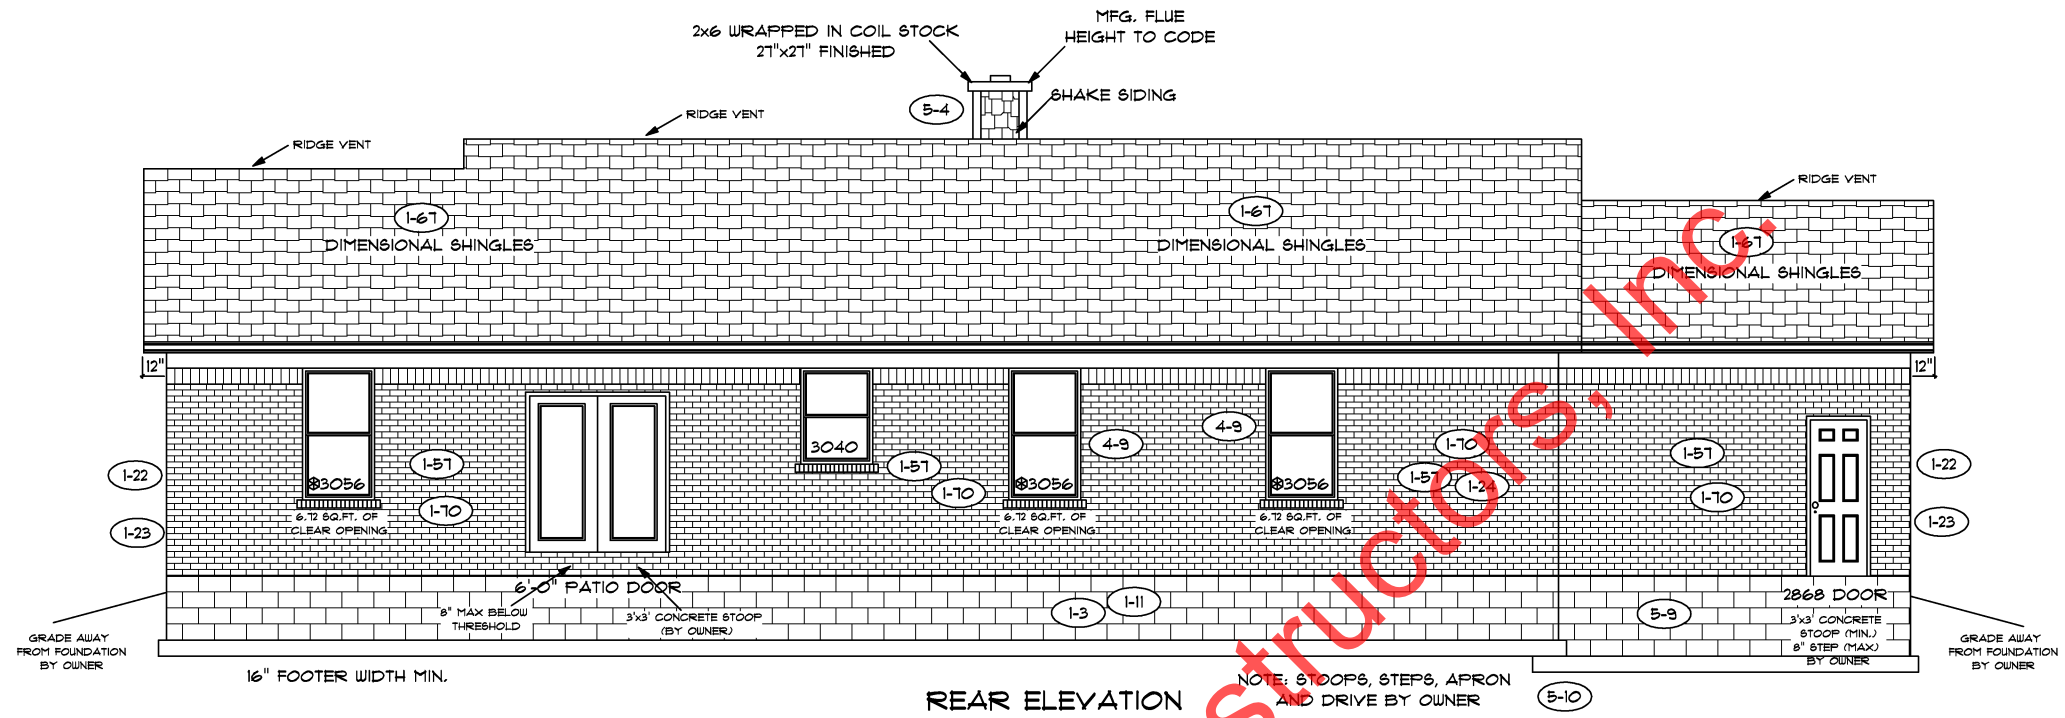 MFG. FLUE
HEIGHT TO CODE
2x6 WRAPPED IN COIL STOCK
27"x27" FINISHED
5-4
SHAKE SIDING
RIDGE VENT
RIDGE VENT
RIDGE VENT
1-67
DIMENSIONAL SHINGLES
1-67
DIMENSIONAL SHINGLES
1-67
DIMENSIONAL SHINGLES
12"
12"
3040
4-9
4-9
1-70
1-57
1-57
1-57
1-57
1-24
1-22
1-22
3056
3056
3056
1-70
1-70
1-70
1-23
1-23
6.72 SQ.FT. OF
CLEAR OPENING
6.72 SQ.FT. OF
CLEAR OPENING
6.72 SQ.FT. OF
CLEAR OPENING
6'-0" PATIO DOOR
8" MAX BELOW
THRESHOLD
3'x3' CONCRETE STOOP
(BY OWNER)
1-3
1-11
5-9
2868 DOOR
3'x3' CONCRETE
STOOP (MIN.)
8" STEP (MAX)
BY OWNER
GRADE AWAY
FROM FOUNDATION
BY OWNER
GRADE AWAY
FROM FOUNDATION
BY OWNER
16" FOOTER WIDTH MIN.
REAR ELEVATION
NOTE: STOOPS, STEPS, APRON
AND DRIVE BY OWNER
5-10
structors, Inc.